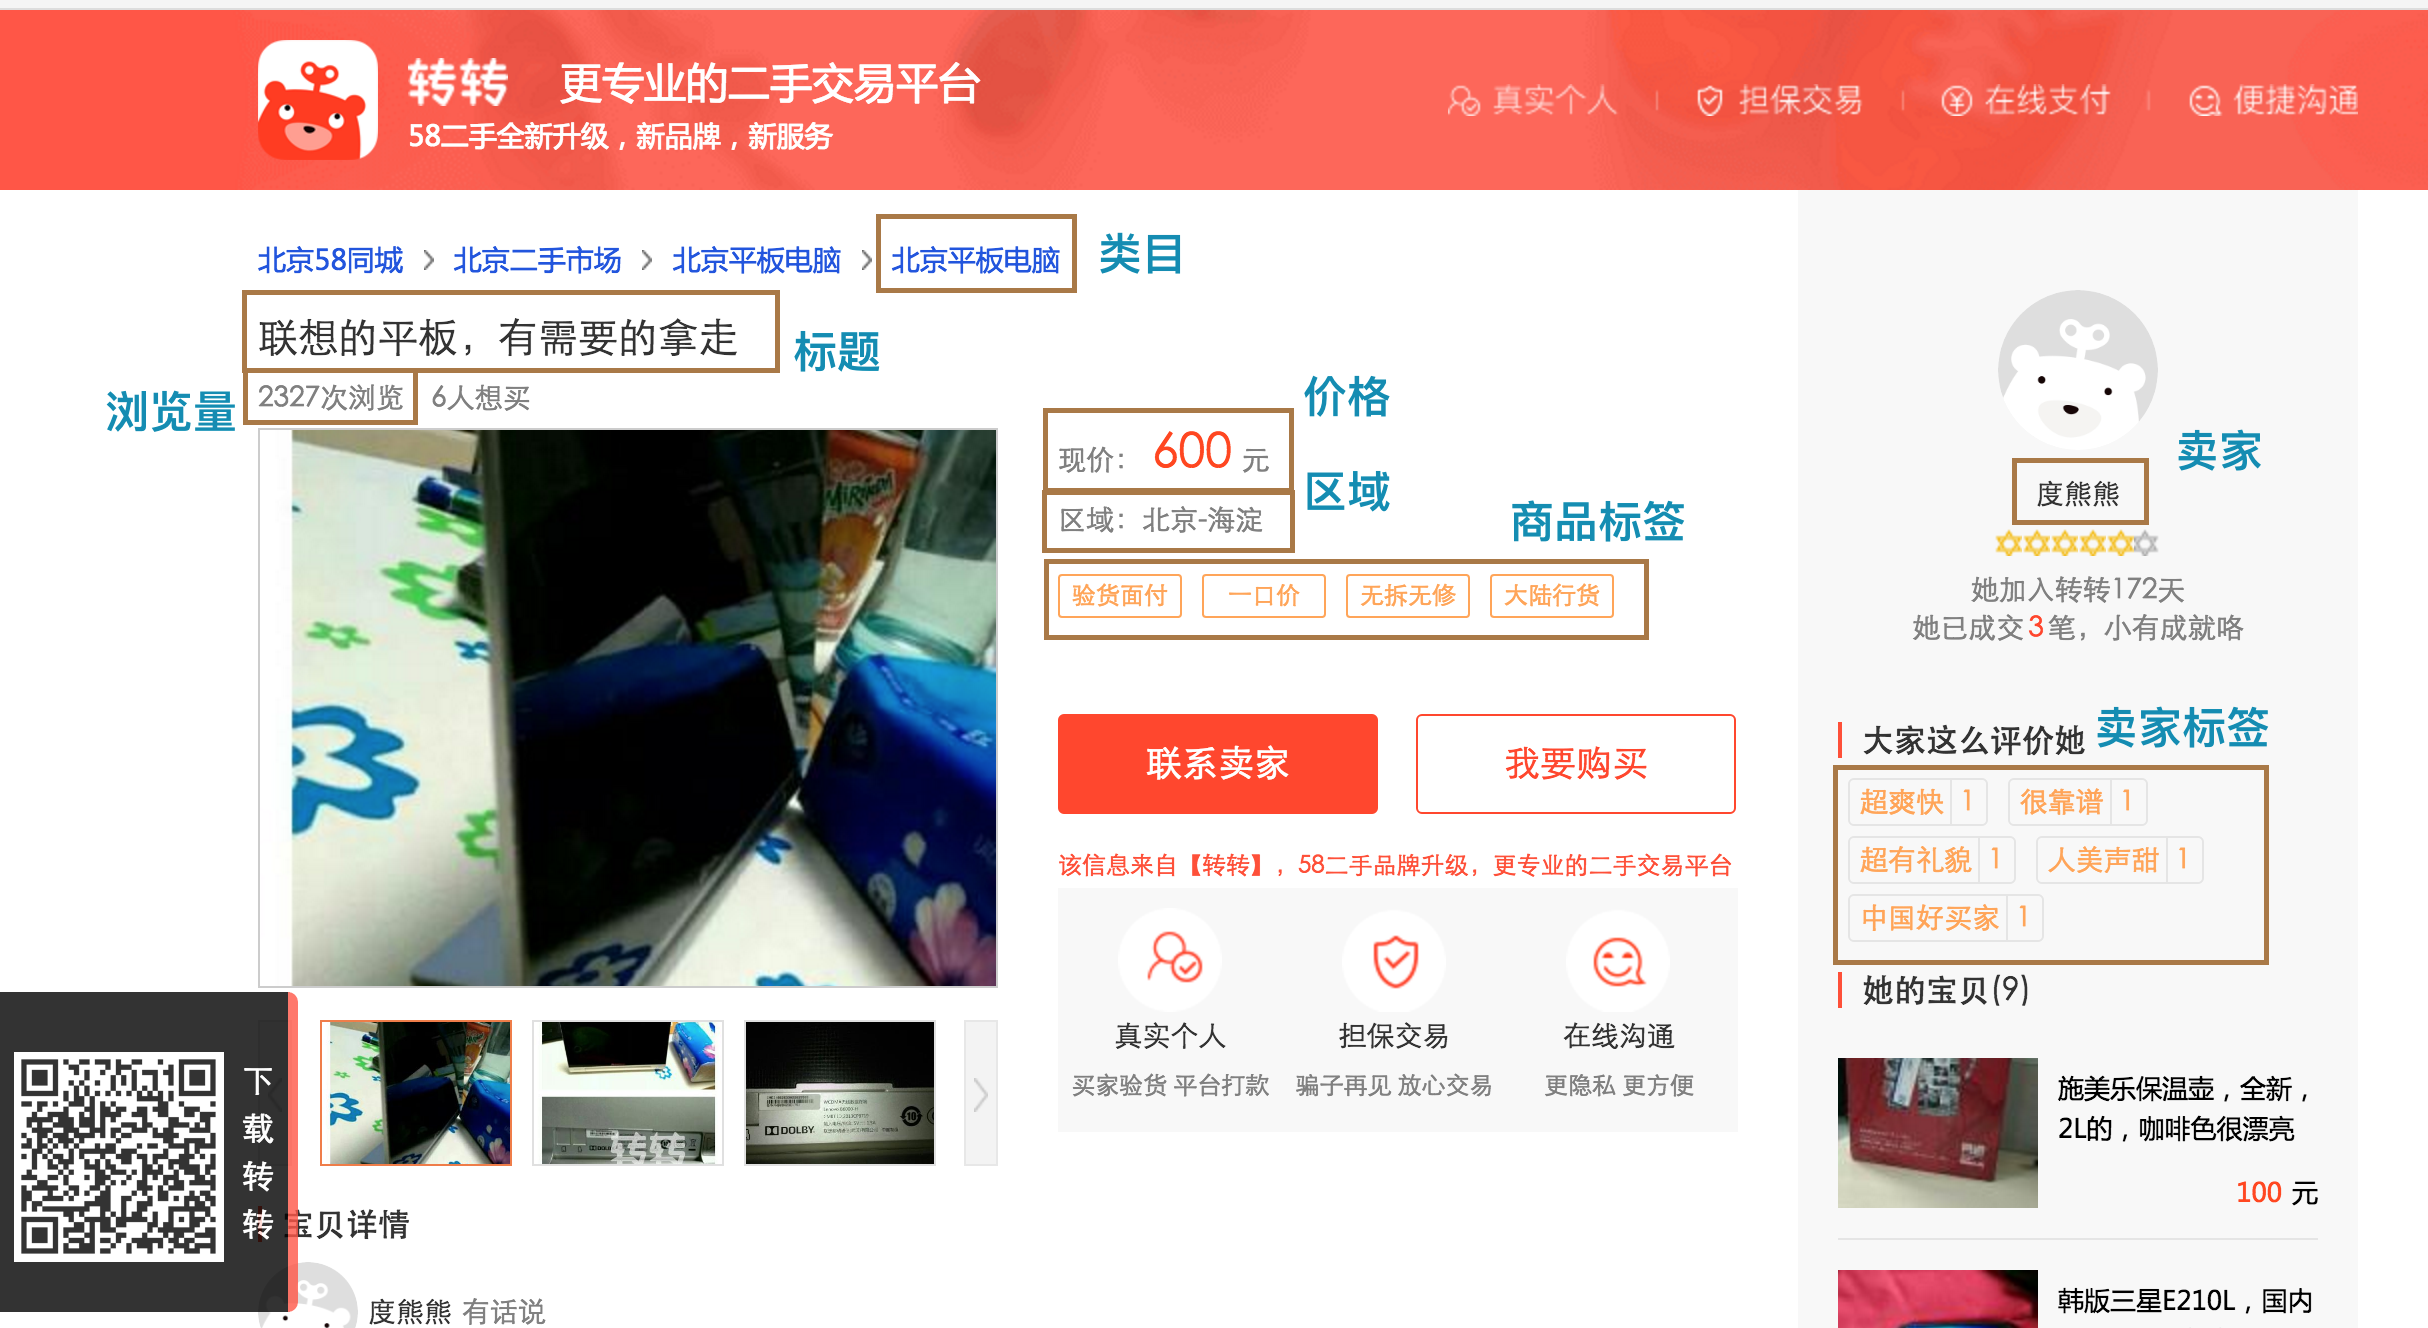 转转 更专业的二手交易平台
58二手全新升级，新品牌，新服务
真实个人 | 担保交易 | 在线支付 | 便捷沟通
北京58同城 > 北京二手市场 > 北京平板电脑 > 北京平板电脑 类目
联想的平板，有需要的拿走 标题
浏览量 2327次浏览 6人想买
价格
现价： 600 元
区域
区域：北京-海淀
商品标签
验货面付 一口价 无拆无修 大陆行货
联系卖家 我要购买
该信息来自【转转】，58二手品牌升级，更专业的二手交易平台
真实个人 担保交易 在线沟通
买家验货 平台打款 骗子再见 放心交易 更隐私 更方便
MIRINDA
DOLBY
转转
DOLBY
下载转转
宝贝详情
度熊熊 有话说
卖家
度熊熊
她加入转转172天
她已成交3笔，小有成就咯
大家这么评价她 卖家标签
超爽快 1 很靠谱 1
超有礼貌 1 人美声甜 1
中国好买家 1
她的宝贝(9)
施美乐保温壶，全新，
2L的，咖啡色很漂亮
100 元
韩版三星E210L，国内